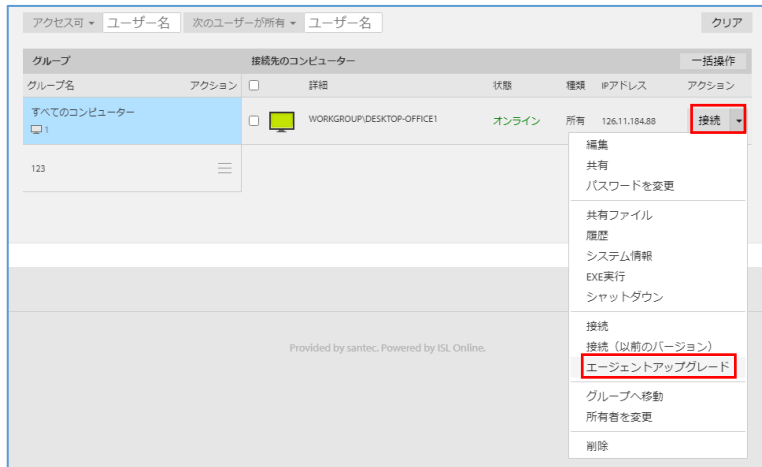 アクセス可 ユーザー名 次のユーザーが所有 ユーザー名 クリア
グループ 接続先のコンピューター 一括操作
グループ名 アクション 詳細 状態 種類 IPアドレス アクション
すべてのコンピューター
1
WORKGROUP\DESKTOP-OFFICE1 オンライン 所有 126.11.184.88 接続
123
編集
共有
パスワードを変更
共有ファイル
履歴
システム情報
EXE実行
シャットダウン
接続
接続（以前のバージョン）
エージェントアップグレード
グループへ移動
所有者を変更
削除
Provided by santec. Powered by ISL Online.